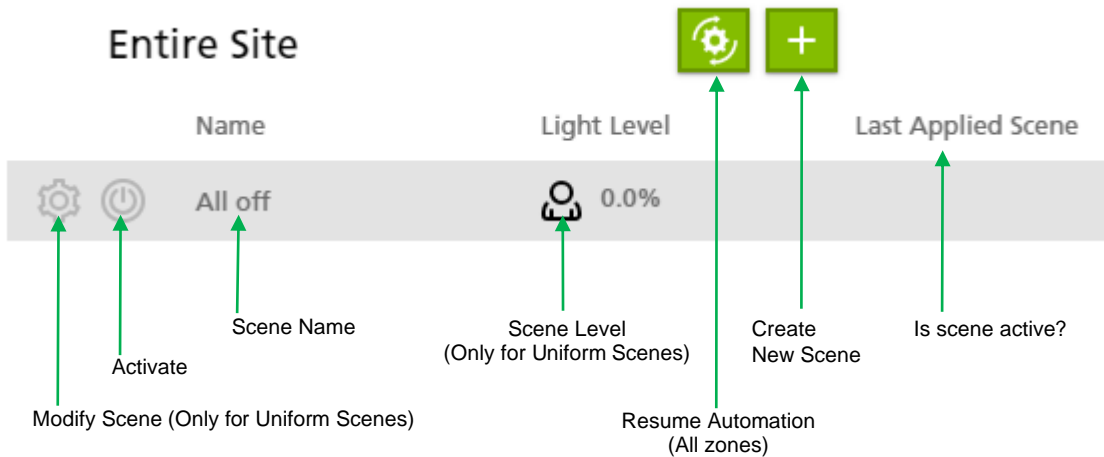 Entire Site
Name
Light Level
Last Applied Scene
All off
0.0%
Scene Name
Scene Level
(Only for Uniform Scenes)
Create
New Scene
Is scene active?
Activate
Modify Scene (Only for Uniform Scenes)
Resume Automation
(All zones)